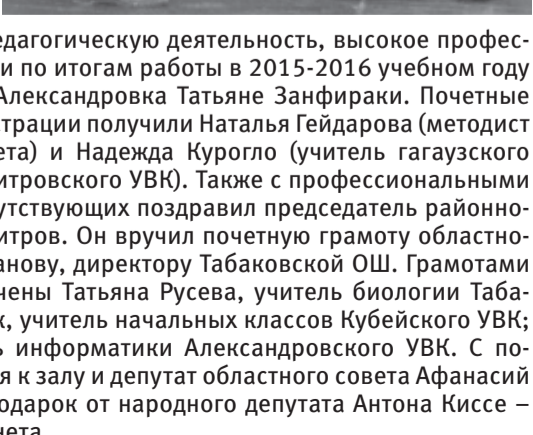 едагогическую деятельность, высокое профес-
и по итогам работы в 2015-2016 учебном году
Александровка Татьяне Занфираки. Почетные
страции получили Наталья Гейдарова (методист
ета) и Надежда Курогло (учитель гагаузского
итровского УВК). Также с профессиональными
утствующих поздравил председатель районно-
итров. Он вручил почетную грамоту областно-
анову, директору Табаковской ОШ. Грамотами
чены Татьяна Русева, учитель биологии Таба-
к, учитель начальных классов Кубейского УВК;
ь информатики Александровского УВК. С по-
я к залу и депутат областного совета Афанасий
одарок от народного депутата Антона Киссе –
нета.